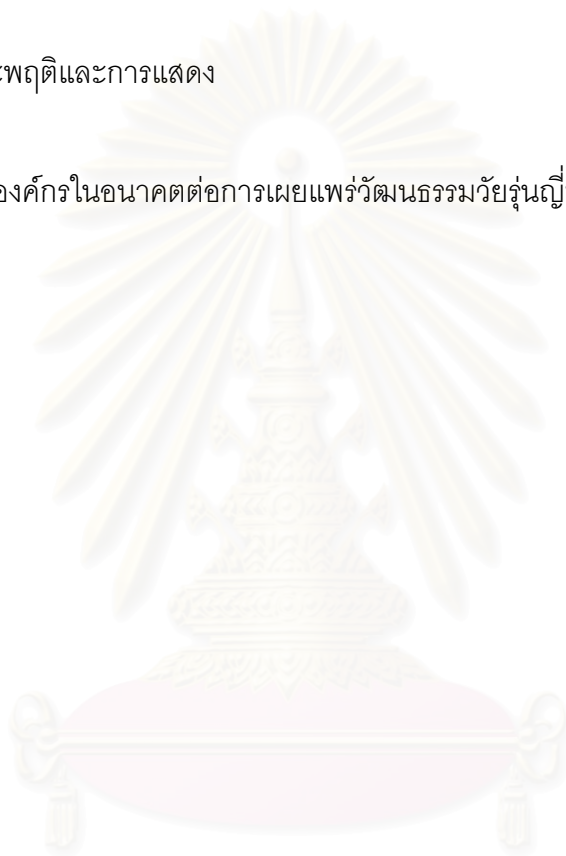 ะพฤติและการแสดง
องค์กรในอนาคตต่อการเผยแพร่วัฒนธรรมวัยรุ่นญี่